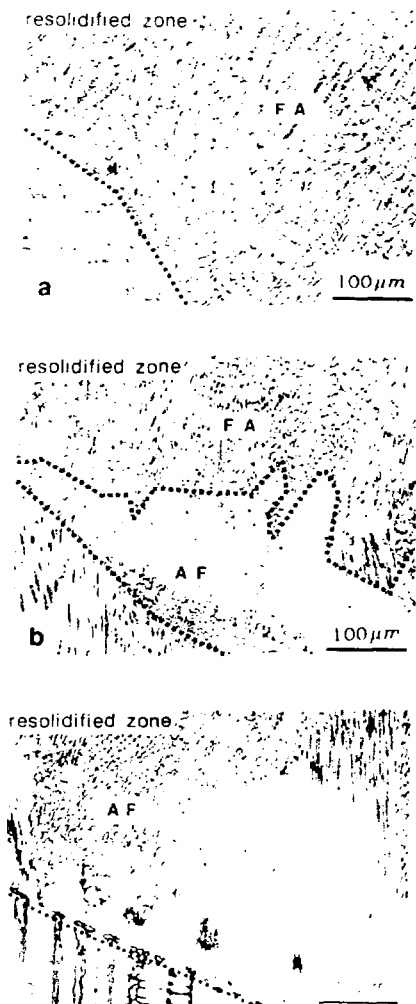 resolidified zone
F A
100μm
a
resolidified zone
F A
A F
100μm
b
resolidified zone
A F